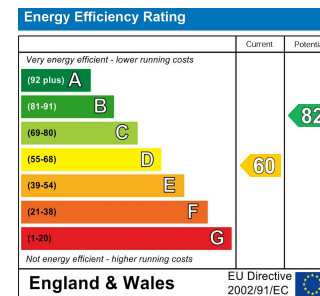 Energy Efficiency Rating
Current Potenti
Very energy efficient - lower running costs
(92 plus) A
(81-91) B
(69-80) C
(55-68) D
(39-54) E
(21-38) F
(1-20) G
60
82
Not energy efficient - higher running costs
England & Wales
EU Directive
2002/91/EC